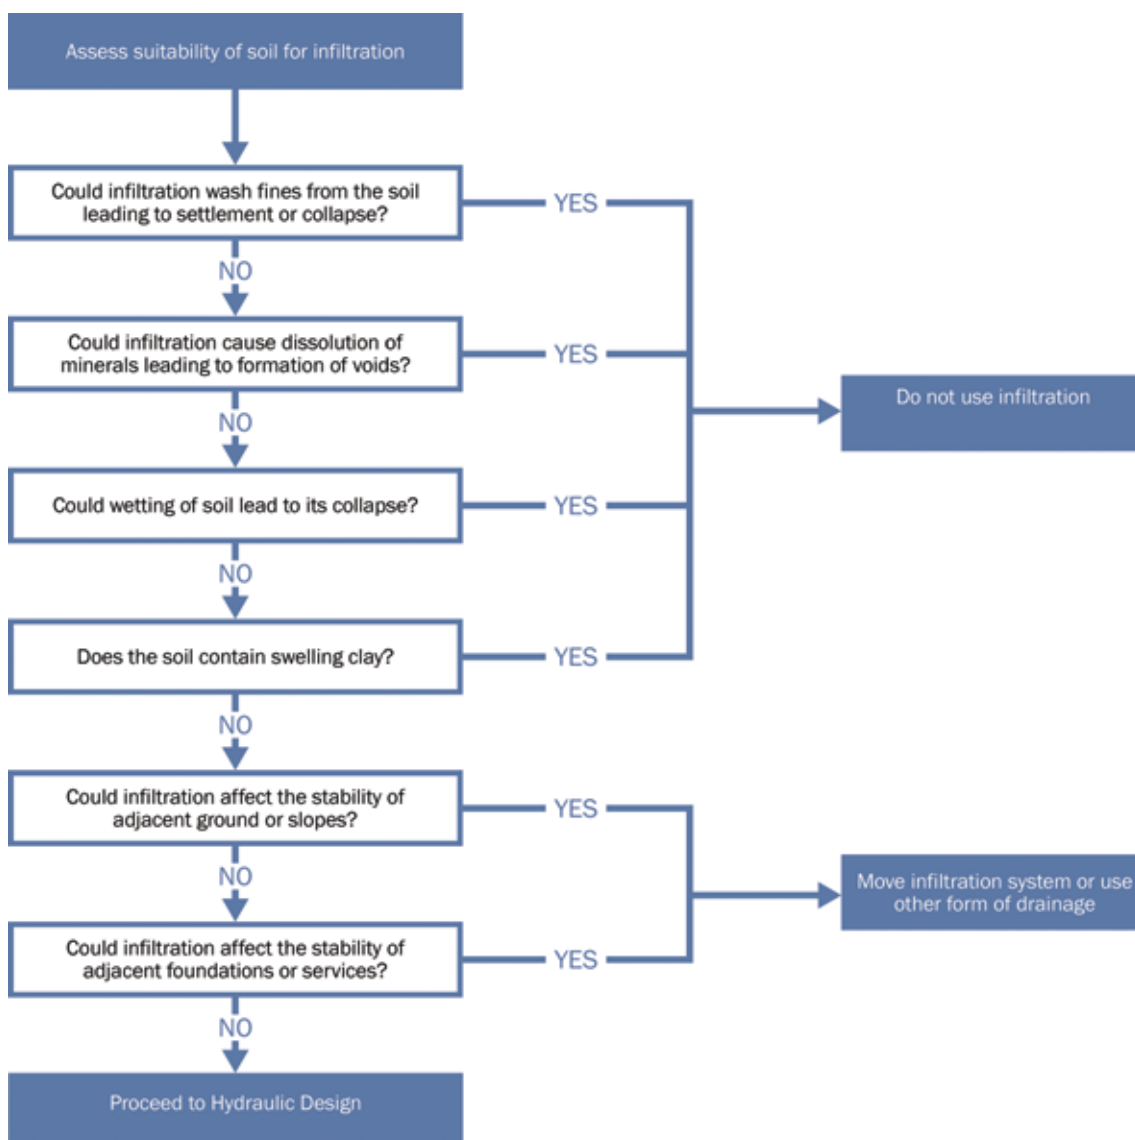 Assess suitability of soil for infiltration
Could infiltration wash fines from the soil
leading to settlement or collapse?
YES
NO
Could infiltration cause dissolution of
minerals leading to formation of voids?
YES
Do not use infiltration
NO
Could wetting of soil lead to its collapse?
YES
NO
Does the soil contain swelling clay?
YES
NO
Could infiltration affect the stability of
adjacent ground or slopes?
YES
NO
Move infiltration system or use
other form of drainage
Could infiltration affect the stability of
adjacent foundations or services?
YES
NO
Proceed to Hydraulic Design